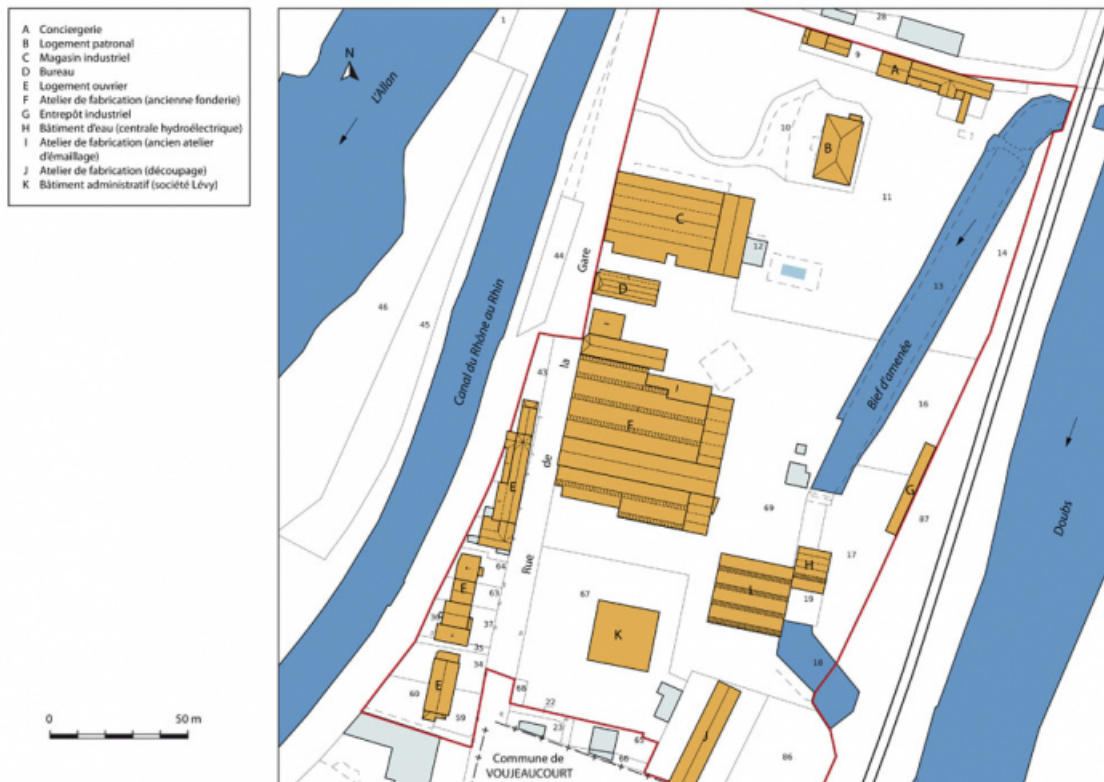 A Conciergerie
B Logement patronal
C Magasin industriel
D Bureau
E Logement ouvrier
F Atelier de fabrication (ancienne fonderie)
G Entrepôt industriel
H Bâtiment d'eau (centrale hydroélectrique)
I Atelier de fabrication (ancien atelier
d'émaillage)
J Atelier de fabrication (découpage)
K Bâtiment administratif (société Lévy)
N
L'Allan
1
28
9
A
10
B
11
C
12
44
Gare
D
14
13
46
45
Canal du Rhône au Rhin
la
43
Bief d'amenée
16
F
de
E
G
87
69
Doubs
17
H
I
19
64
E
63
Rue
67
37
K
35
34
18
E
60
59
68
22
23
65
66
J
86
0
50 m
Commune de
VOUJEAUCOURT